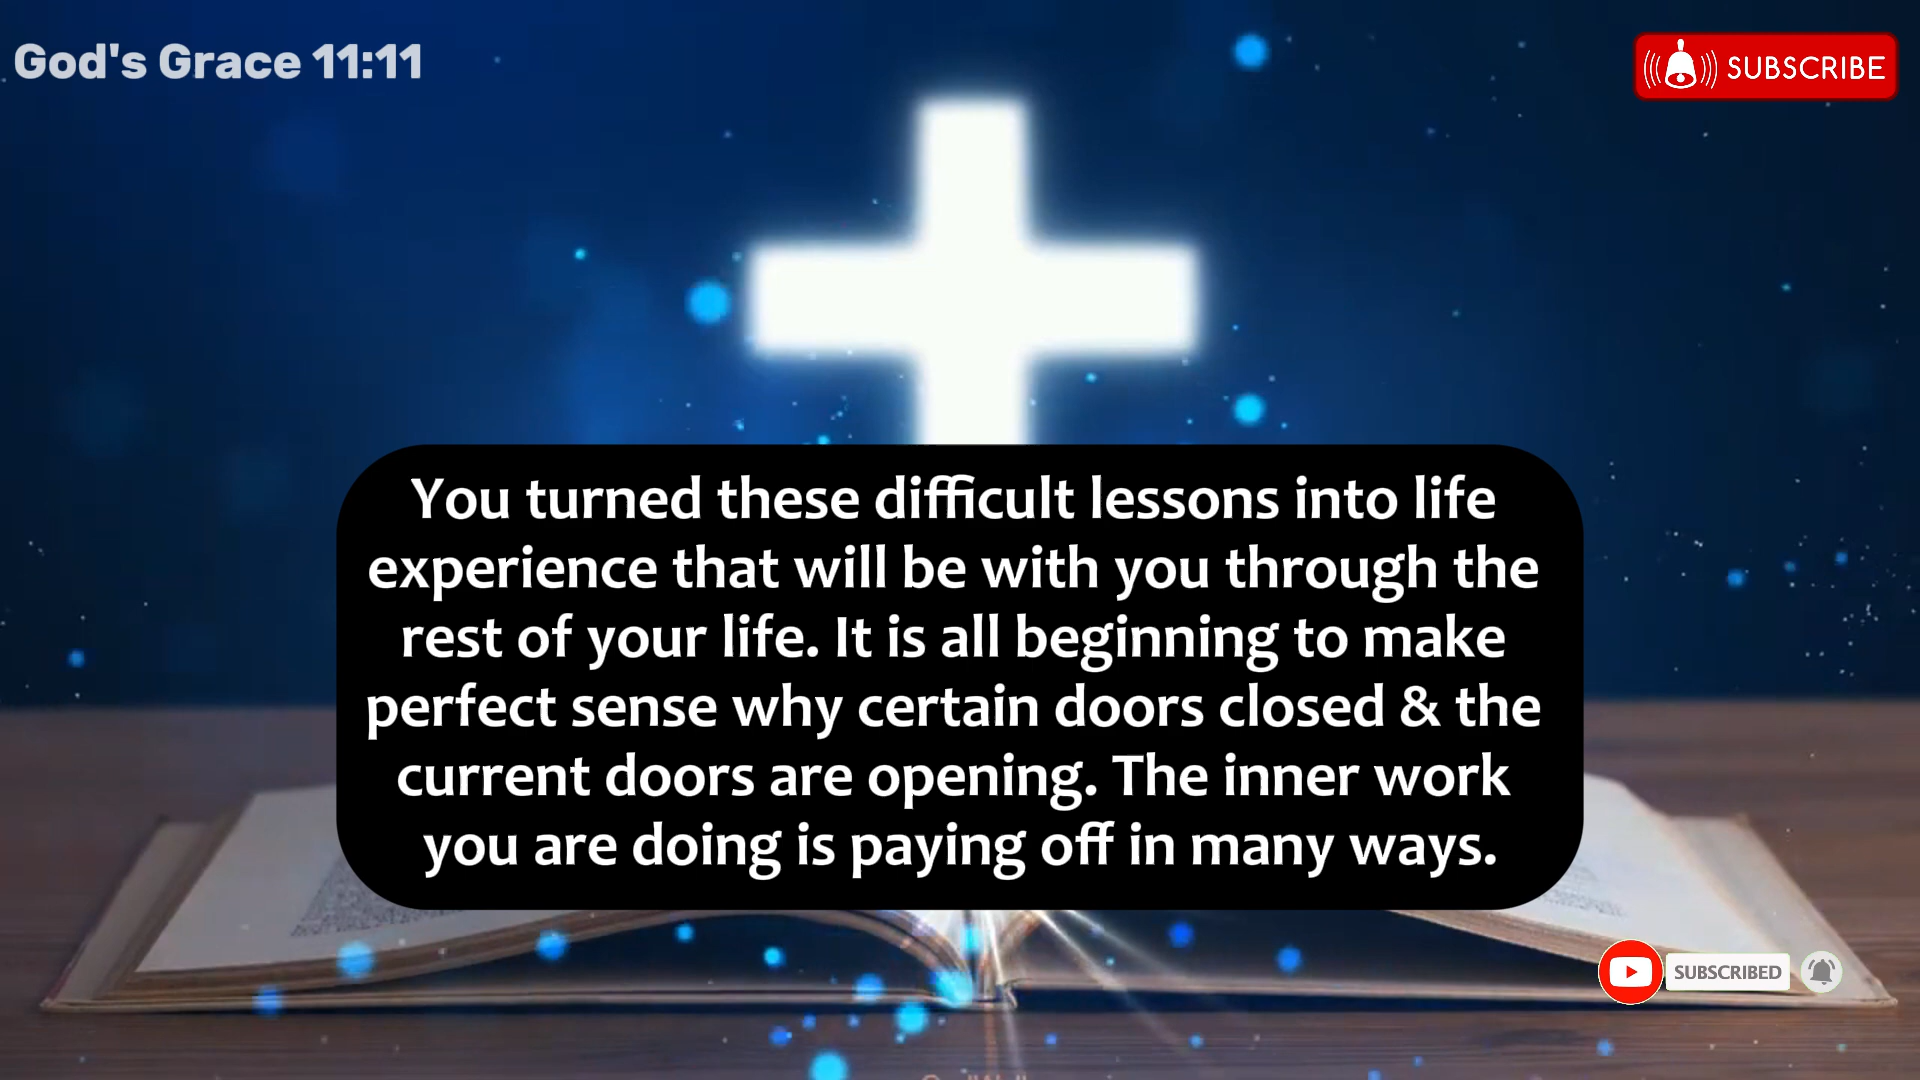 God's Grace 11:11
SUBSCRIBE
You turned these difficult lessons into life
experience that will be with you through the
rest of your life. It is all beginning to make
perfect sense why certain doors closed & the
current doors are opening. The inner work
you are doing is paying off in many ways.
SUBSCRIBED